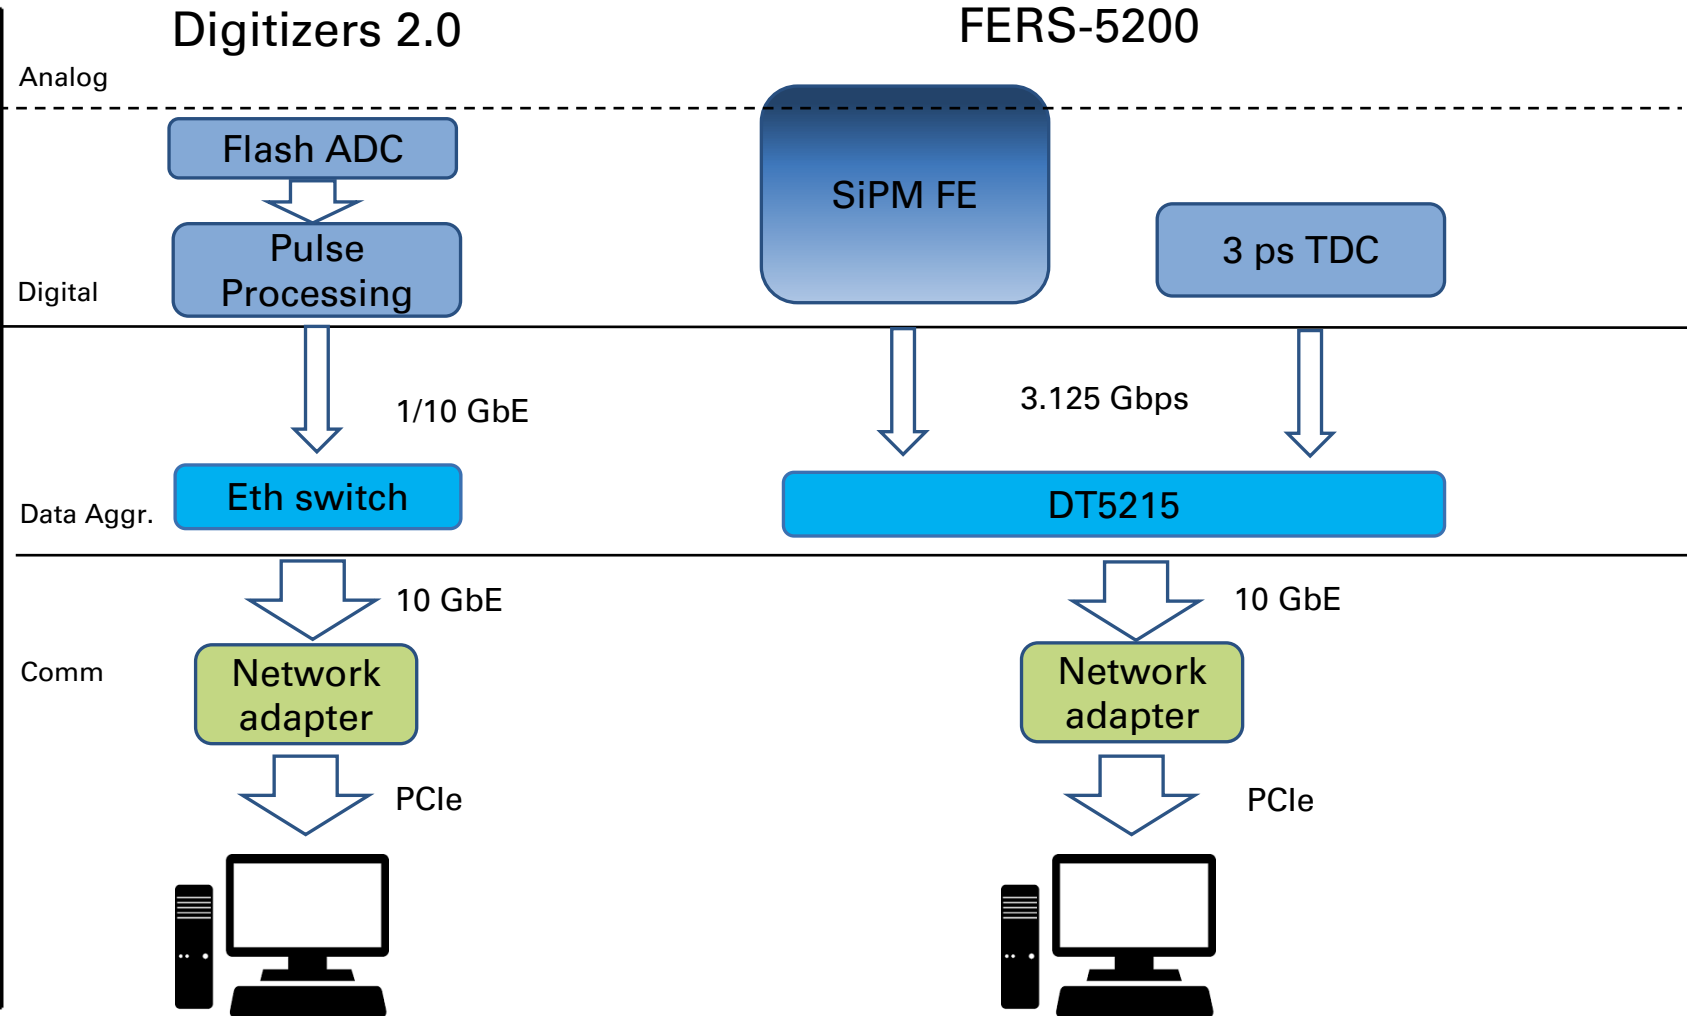 Digitizers 2.0
FERS-5200
Analog
Flash ADC
SiPM FE
Pulse
Processing
3 ps TDC
Digital
1/10 GbE
3.125 Gbps
Eth switch
DT5215
Data Aggr.
10 GbE
10 GbE
Comm
Network
adapter
Network
adapter
PCIe
PCIe